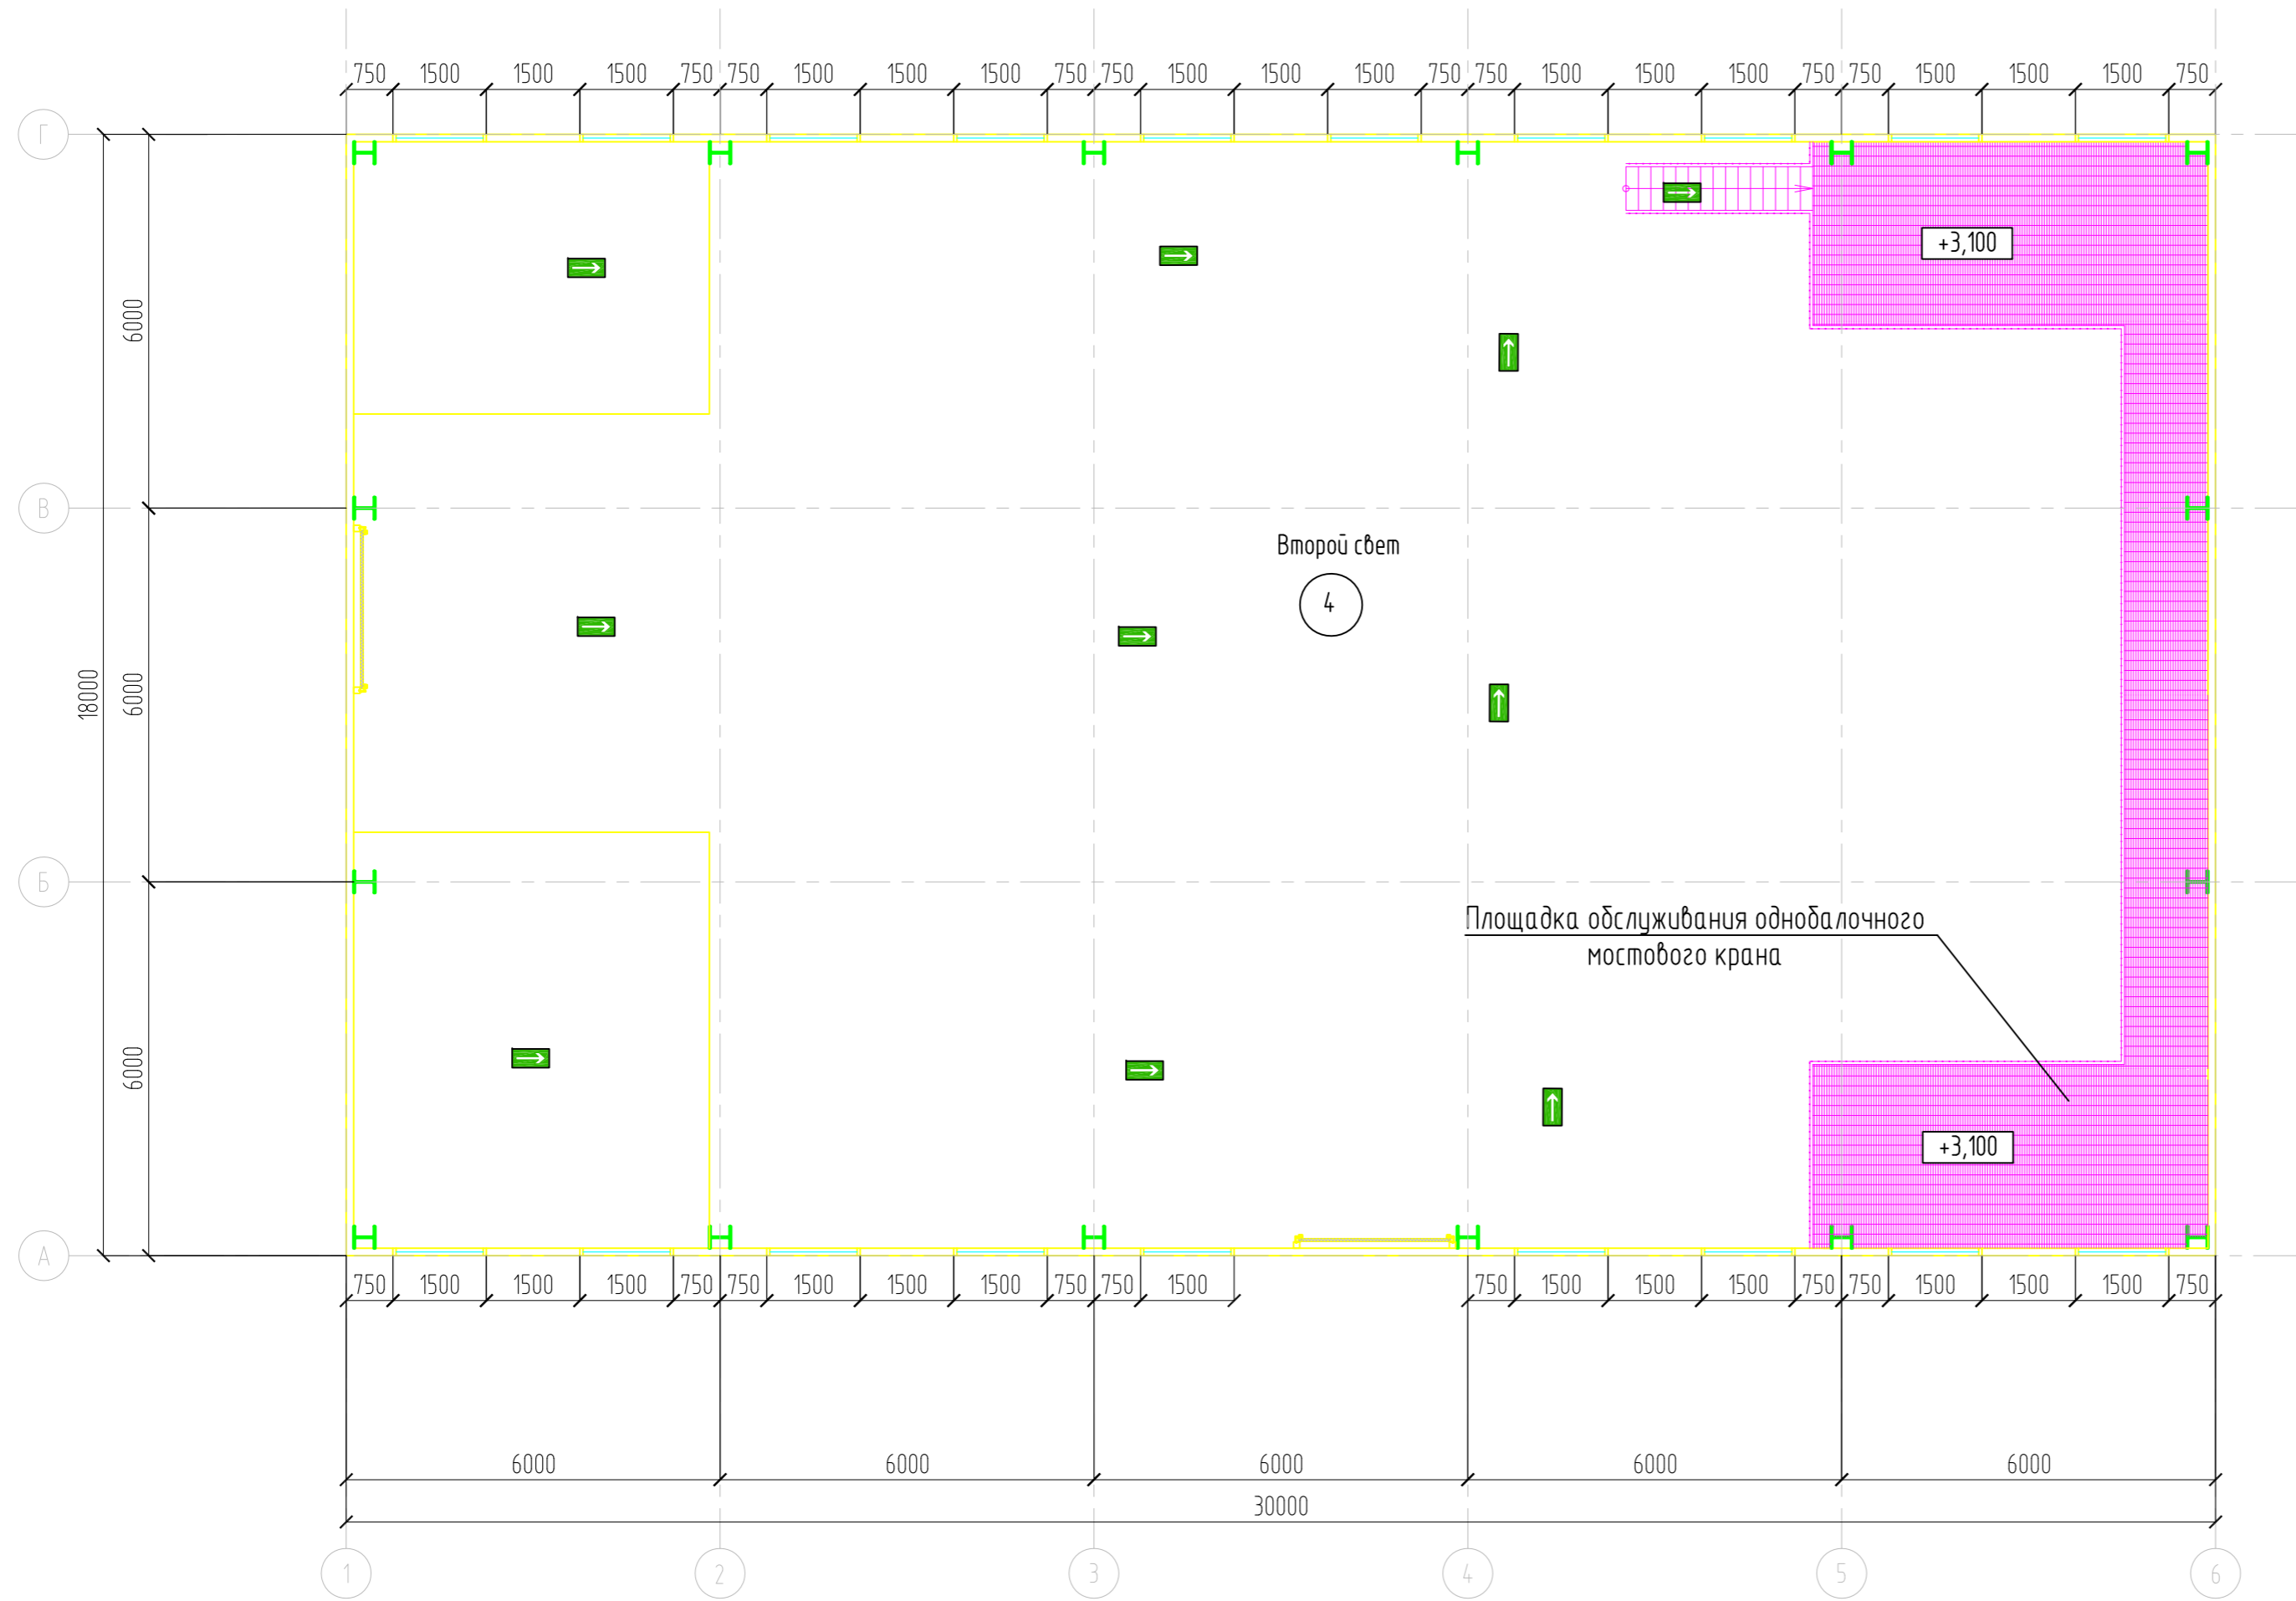 750 1500 1500 1500 750 750 1500 1500 1500 750 750 1500 1500 1500 750 750 1500 1500 1500 750 750 1500 1500 1500 750
Г
+3,100
6000
В
Второй свет
4
18000
6000
Б
Площадка обслуживания однобалочного
мостового крана
6000
+3,100
А
750 1500 1500 1500 750 750 1500 1500 1500 750 750 1500 750 1500 1500 1500 750 750 1500 1500 1500 750
6000 6000 6000 6000 6000
30000
1 2 3 4 5 6